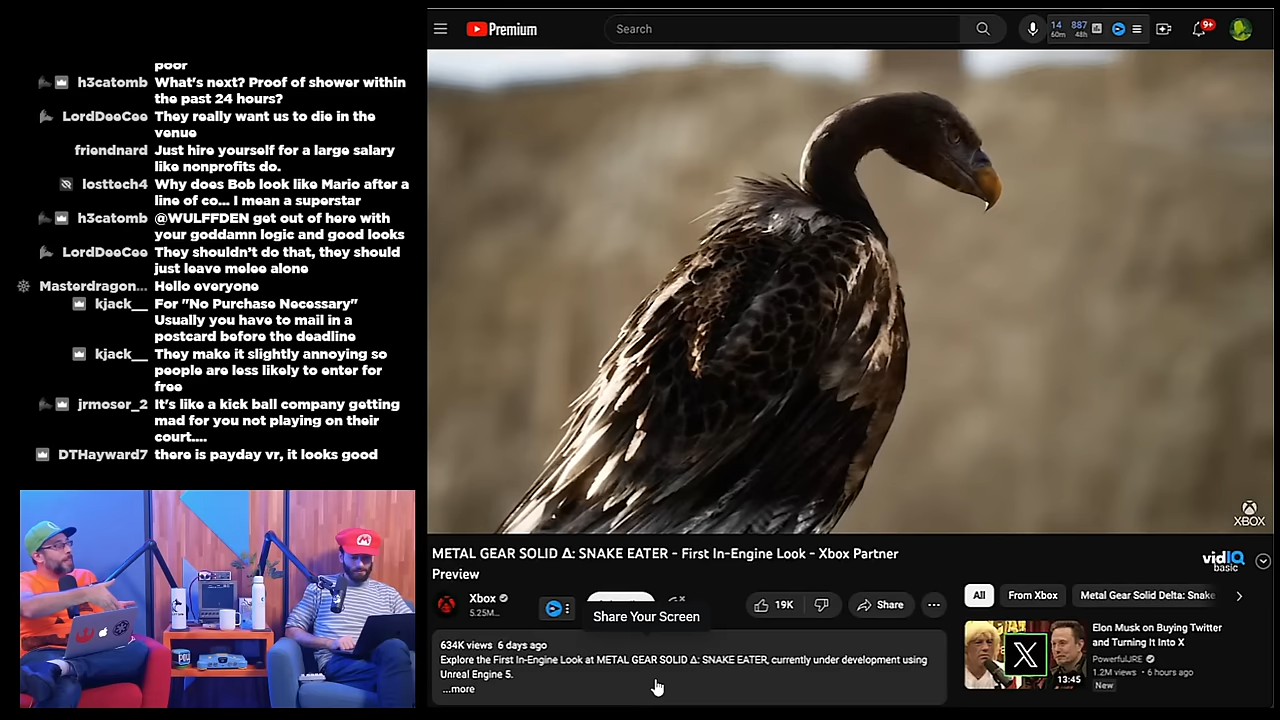 poor
h3catomb What's next? Proof of shower within
the past 24 hours?
LordDeeCee They really want us to die in the
venue
friendnard Just hire yourself for a large salary
like nonprofits do.
losttech4 Why does Bob look like Mario after a
line of co... I mean a superstar
h3catomb @WULFFDEN get out of here with
your goddamn logic and good looks
LordDeeCee They shouldn't do that, they should
just leave melee alone
Masterdragon... Hello everyone
kjack__ For "No Purchase Necessary"
Usually you have to mail in a
postcard before the deadline
kjack__ They make it slightly annoying so
people are less likely to enter for
free
jrmoser_2 It's like a kick ball company getting
mad for you not playing on their
court....
DTHayward7 there is payday vr, it looks good
M
Premium
Search
14 887
60m 48h
9+
XBOX
METAL GEAR SOLID Δ: SNAKE EATER - First In-Engine Look - Xbox Partner
Preview
vidIQ
basic
Xbox
5.25M...
Share Your Screen
19K
Share
634K views 6 days ago
Explore the First In-Engine Look at METAL GEAR SOLID Δ: SNAKE EATER, currently under development using
Unreal Engine 5.
...more
All
From Xbox
Metal Gear Solid Delta: Snake
X
13:45
Elon Musk on Buying Twitter
and Turning It Into X
PowerfulJRE
1.2M views • 6 hours ago
New